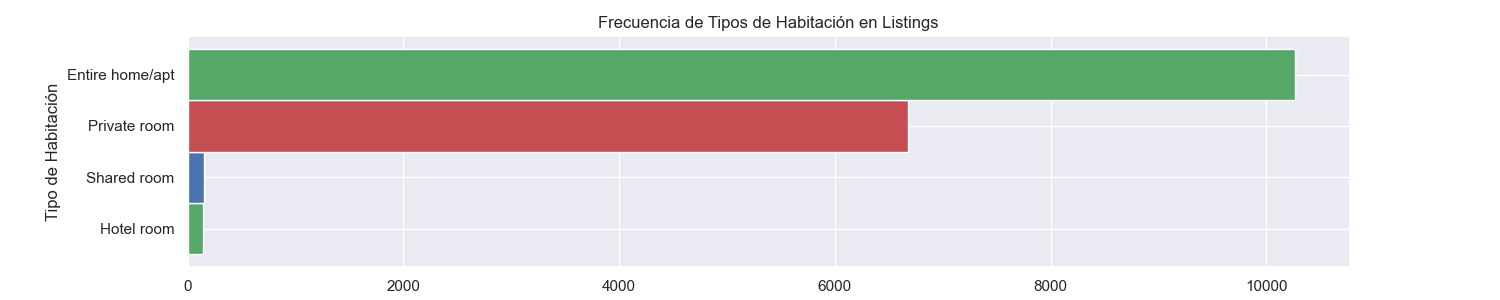 Frecuencia de Tipos de Habitación en Listings
Tipo de Habitación
Entire home/apt
Private room
Shared room
Hotel room
0 2000 4000 6000 8000 10000